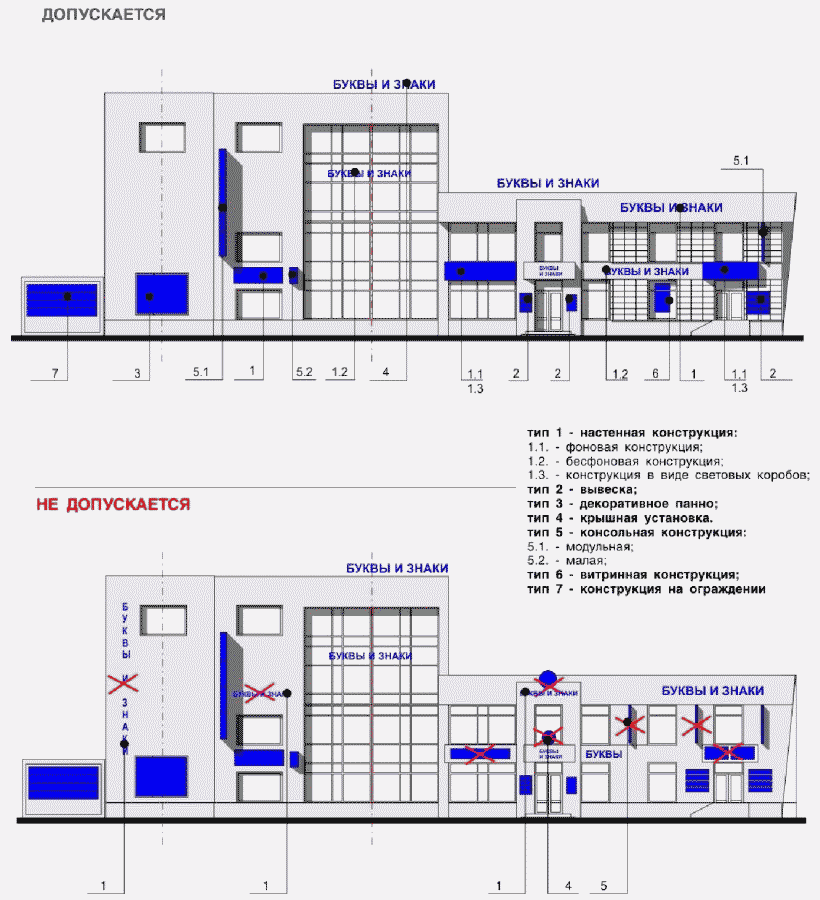 ДОПУСКАЕТСЯ
БУКВЫ И ЗНАКИ
БУКВЫ И ЗНАКИ
БУКВЫ И ЗНАКИ
БУКВЫ И ЗНАКИ
5.1
БУКВЫ
И ЗНАКИ
БУКВЫ И ЗНАКИ
7 3 5.1 1 5.2 1.2 4 1.1 2 2 1.2 6 1 1.1 2
1.3 1.3
тип 1 - настенная конструкция:
1.1. - фоновая конструкция;
1.2. - бесфоновая конструкция;
1.3. - конструкция в виде световых коробов;
тип 2 - вывеска;
тип 3 - декоративное панно;
тип 4 - крышная установка.
тип 5 - консольная конструкция:
5.1. - модульная;
5.2. - малая;
тип 6 - витринная конструкция;
тип 7 - конструкция на ограждении
НЕ ДОПУСКАЕТСЯ
БУКВЫ И ЗНАКИ
БУКВЫ И ЗНАКИ
БУКВЫ И ЗНАКИ
БУКВЫ И ЗНАКИ
БУКВЫ И ЗНАКИ
БУКВЫ И ЗНАКИ
БУКВЫ
И ЗНАКИ
БУКВЫ
1 1 1 4 5